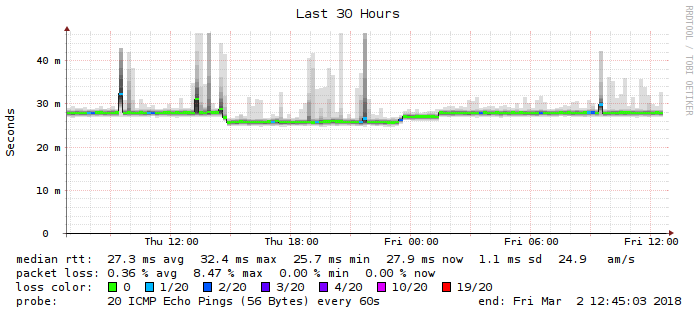 Last 30 Hours
RRDTOOL / TOBI OETIKER
Seconds
40 m
30 m
20 m
10 m
0
Thu 12:00 Thu 18:00 Fri 00:00 Fri 06:00 Fri 12:00
median rtt: 27.3 ms avg 32.4 ms max 25.7 ms min 27.9 ms now 1.1 ms sd 24.9 am/s
packet loss: 0.36 % avg 8.47 % max 0.00 % min 0.00 % now
loss color: 0 1/20 2/20 3/20 4/20 10/20 19/20
probe: 20 ICMP Echo Pings (56 Bytes) every 60s end: Fri Mar 2 12:45:03 2018